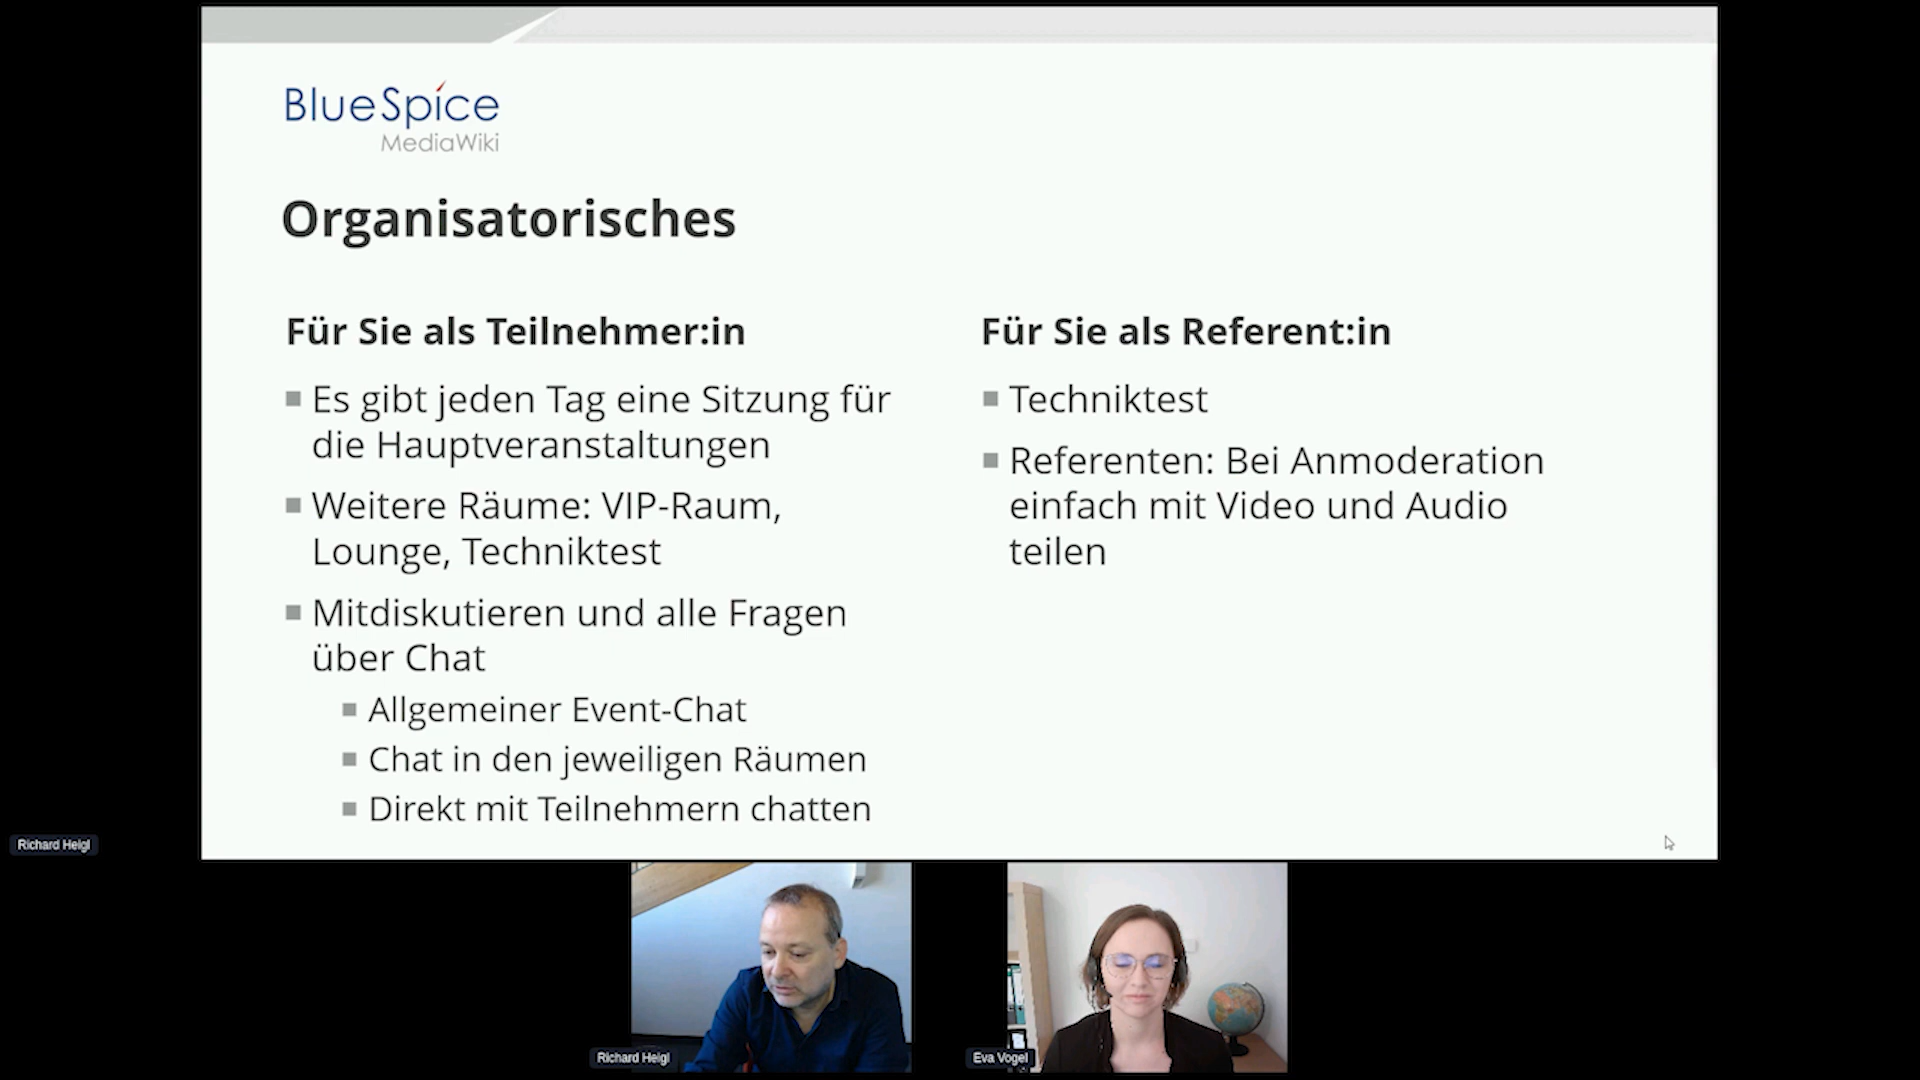 BlueSpice
MediaWiki
Organisatorisches
Für Sie als Teilnehmer:in
Es gibt jeden Tag eine Sitzung für
die Hauptveranstaltungen
Weitere Räume: VIP-Raum,
Lounge, Techniktest
Mitdiskutieren und alle Fragen
über Chat
Allgemeiner Event-Chat
Chat in den jeweiligen Räumen
Direkt mit Teilnehmern chatten
Für Sie als Referent:in
Techniktest
Referenten: Bei Anmoderation
einfach mit Video und Audio
teilen
Richard Heigl
Richard Heigl
Eva Vogel